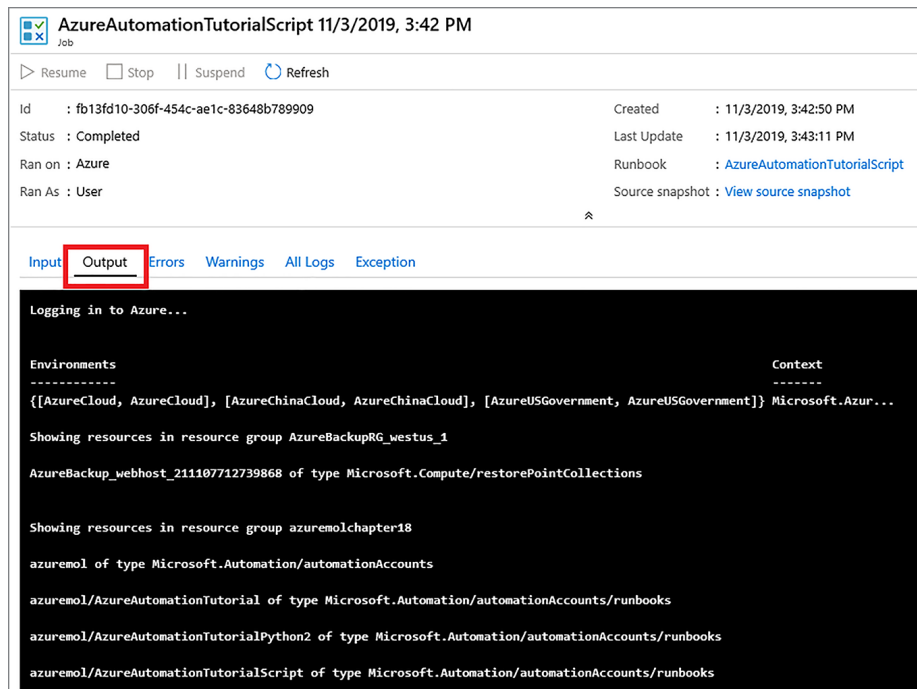 AzureAutomationTutorialScript 11/3/2019, 3:42 PM
Job
Resume Stop Suspend Refresh
Id : fb13fd10-306f-454c-ae1c-83648b789909
Status : Completed
Ran on : Azure
Ran As : User
Created : 11/3/2019, 3:42:50 PM
Last Update : 11/3/2019, 3:43:11 PM
Runbook : AzureAutomationTutorialScript
Source snapshot : View source snapshot
Input Output Errors Warnings All Logs Exception
Logging in to Azure...
Environments Context
------------ -------
{[AzureCloud, AzureCloud], [AzureChinaCloud, AzureChinaCloud], [AzureUSGovernment, AzureUSGovernment]} Microsoft.Azur...
Showing resources in resource group AzureBackupRG_westus_1
AzureBackup_webhost_211107712739868 of type Microsoft.Compute/restorePointCollections
Showing resources in resource group azuremolchapter18
azuremol of type Microsoft.Automation/automationAccounts
azuremol/AzureAutomationTutorial of type Microsoft.Automation/automationAccounts/runbooks
azuremol/AzureAutomationTutorialPython2 of type Microsoft.Automation/automationAccounts/runbooks
azuremol/AzureAutomationTutorialScript of type Microsoft.Automation/automationAccounts/runbooks